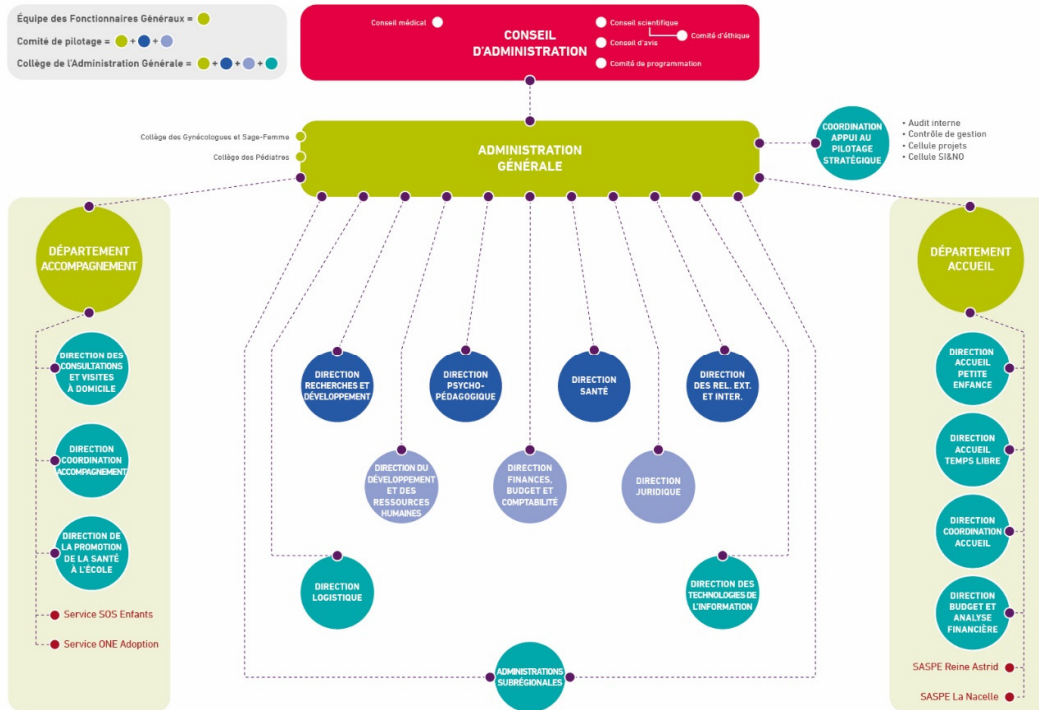 Équipe des Fonctionnaires Généraux =
Comité de pilotage = + +
Collège de l'Administration Générale = + + +
Conseil médical
CONSEIL
D'ADMINISTRATION
Conseil scientifique
Comité d'éthique
Conseil d'avis
Comité de programmation
Collège des Gynécologues et Sage-Femme
Collège des Pédiatres
ADMINISTRATION
GÉNÉRALE
COORDINATION
APPUI AU
PILOTAGE
STRATÉGIQUE
• Audit interne
• Contrôle de gestion
• Cellule projets
• Cellule SI&NO
DÉPARTEMENT
ACCOMPAGNEMENT
DIRECTION DES
CONSULTATIONS
ET VISITES
À DOMICILE
DIRECTION
COORDINATION
ACCOMPAGNEMENT
DIRECTION DE
LA PROMOTION
DE LA SANTÉ
À L'ÉCOLE
Service SOS Enfants
Service ONE Adoption
DIRECTION
RECHERCHES ET
DÉVELOPPEMENT
DIRECTION
PSYCHO-
PÉDAGOGIQUE
DIRECTION
SANTÉ
DIRECTION
DES REL. EXT.
ET INTER.
DIRECTION DU
DÉVELOPPEMENT
ET DES
RESSOURCES
HUMAINES
DIRECTION
FINANCES,
BUDGET ET
COMPTABILITÉ
DIRECTION
JURIDIQUE
DIRECTION
LOGISTIQUE
DIRECTION DES
TECHNOLOGIES DE
L'INFORMATION
ADMINISTRATIONS
SUBRÉGIONALES
DÉPARTEMENT
ACCUEIL
DIRECTION
ACCUEIL
PETITE
ENFANCE
DIRECTION
ACCUEIL
TEMPS LIBRE
DIRECTION
COORDINATION
ACCUEIL
DIRECTION
BUDGET ET
ANALYSE
FINANCIÈRE
SASPE Reine Astrid
SASPE La Nacelle